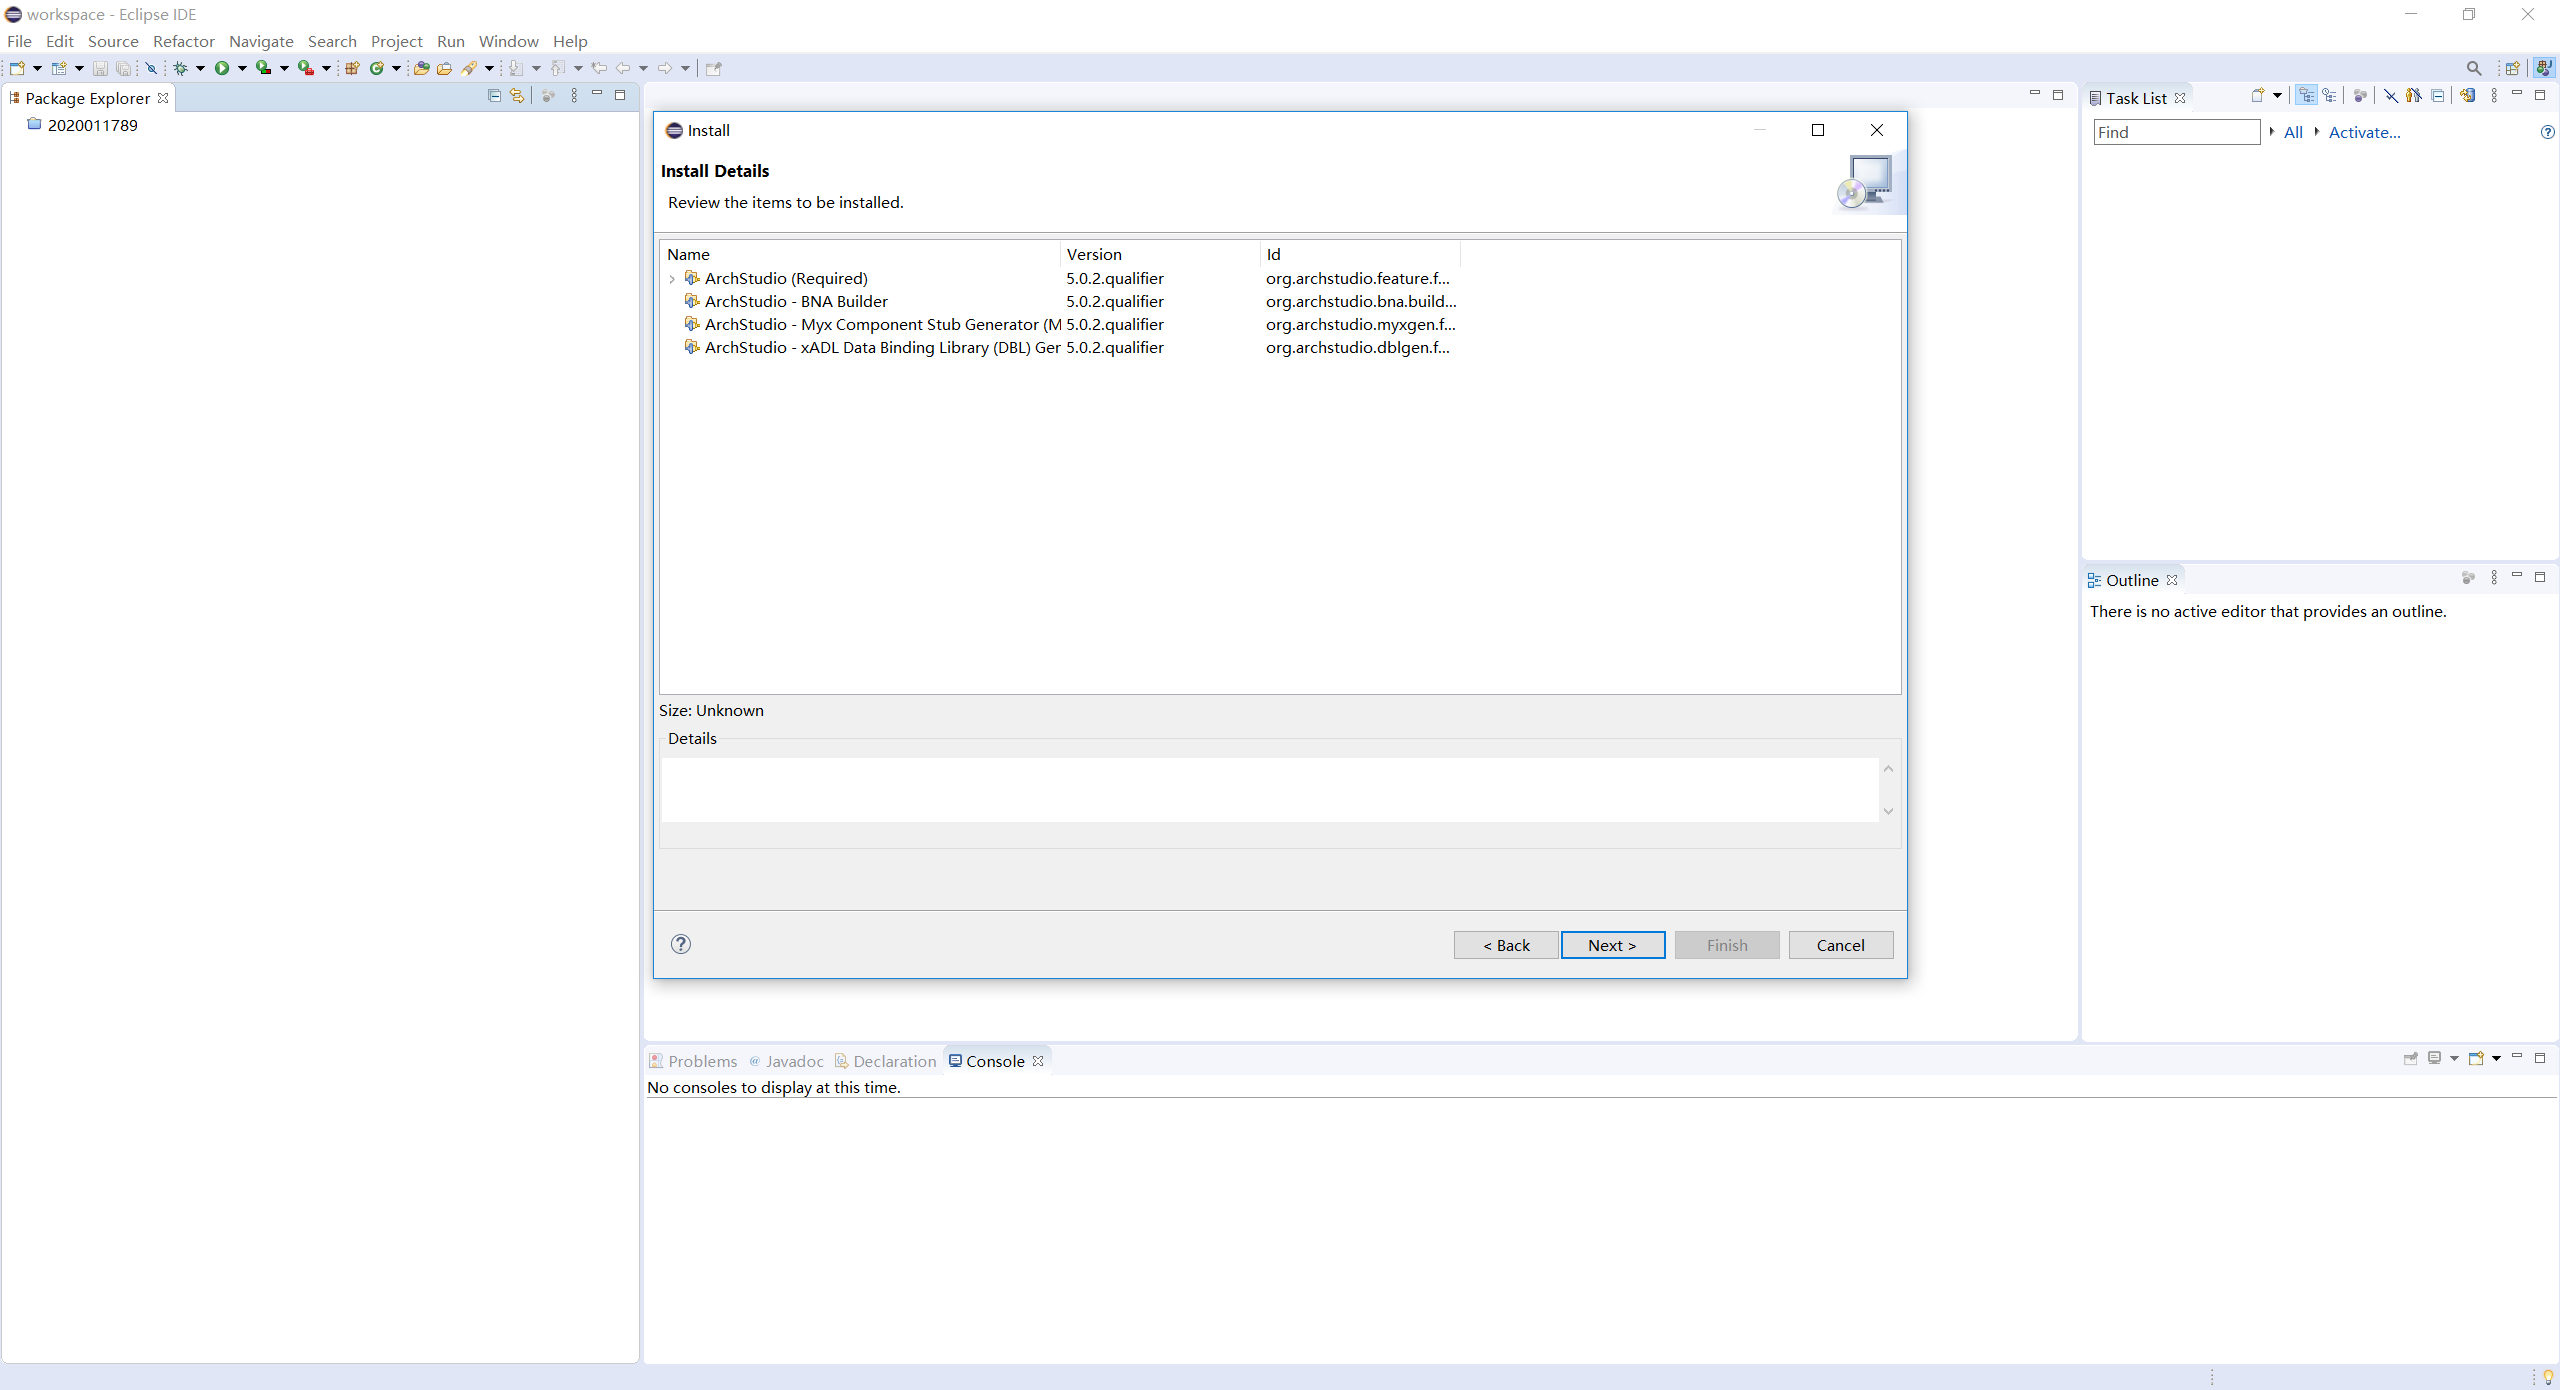 workspace - Eclipse IDE
File Edit Source Refactor Navigate Search Project Run Window Help
Package Explorer
2020011789
Install
Install Details
Review the items to be installed.
Name Version Id
ArchStudio (Required) 5.0.2.qualifier org.archstudio.feature.f...
ArchStudio - BNA Builder 5.0.2.qualifier org.archstudio.bna.build...
ArchStudio - Myx Component Stub Generator (M 5.0.2.qualifier org.archstudio.myxgen.f...
ArchStudio - xADL Data Binding Library (DBL) Ger 5.0.2.qualifier org.archstudio.dblgen.f...
Size: Unknown
Details
< Back Next > Finish Cancel
Task List
Find All Activate...
Outline
There is no active editor that provides an outline.
Problems @ Javadoc Declaration Console
No consoles to display at this time.